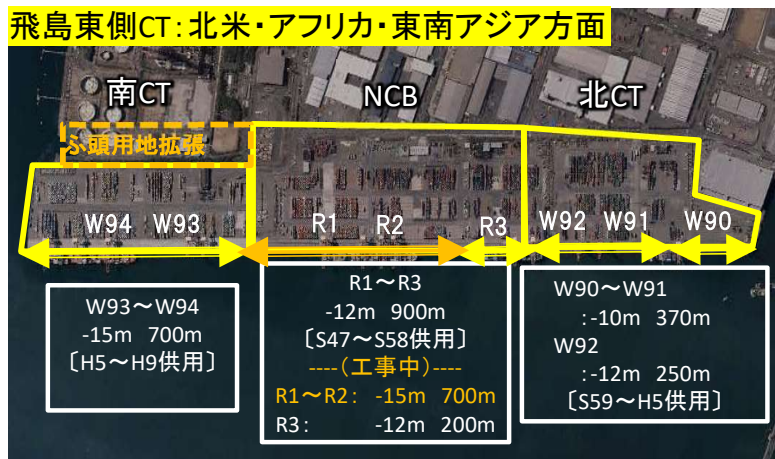 飛島東側CT：北米・アフリカ・東南アジア方面
南CT
NCB
北CT
ふ頭用地拡張
W94
W93
R1
R2
R3
W92
W91
W90
W93～W94
-15m 700m
〔H5～H9供用〕
R1～R3
-12m 900m
〔S47～S58供用〕
----（工事中）----
R1～R2： -15m 700m
R3： -12m 200m
W90～W91
：-10m 370m
W92
：-12m 250m
〔S59～H5供用〕